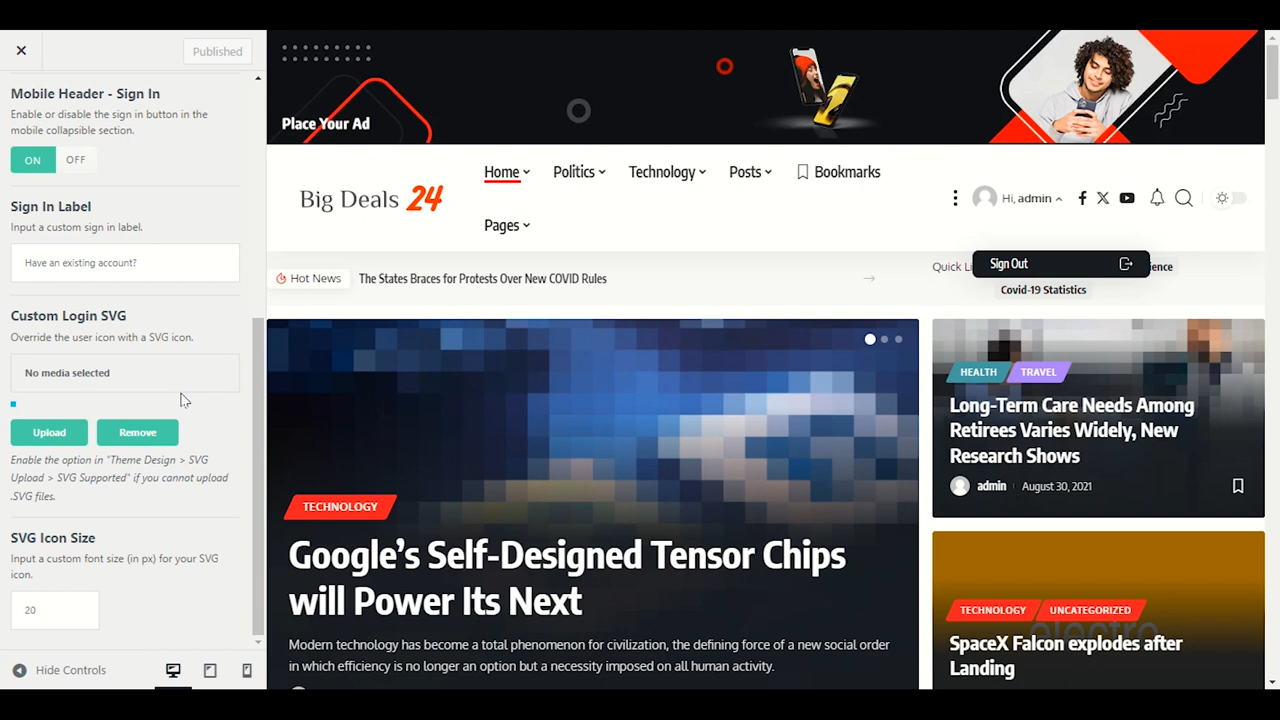 Published
Mobile Header - Sign In
Enable or disable the sign in button in the
mobile collapsible section.
ON OFF
Sign In Label
Input a custom sign in label.
Have an existing account?
Custom Login SVG
Override the user icon with a SVG icon.
No media selected
Upload Remove
Enable the option in "Theme Design > SVG
Upload > SVG Supported" if you cannot upload
.SVG files.
SVG Icon Size
Input a custom font size (in px) for your SVG
icon.
20
Hide Controls
Place Your Ad
Big Deals 24
Home Politics Technology Posts Bookmarks
Pages
Hi, admin
Sign Out
Hot News The States Braces for Protests Over New COVID Rules
Quick Li
ience
Covid-19 Statistics
TECHNOLOGY
Google's Self-Designed Tensor Chips
will Power Its Next
Modern technology has become a total phenomenon for civilization, the defining force of a new social order
in which efficiency is no longer an option but a necessity imposed on all human activity.
HEALTH TRAVEL
Long-Term Care Needs Among
Retirees Varies Widely, New
Research Shows
admin August 30, 2021
TECHNOLOGY UNCATEGORIZED
SpaceX Falcon explodes after
Landing